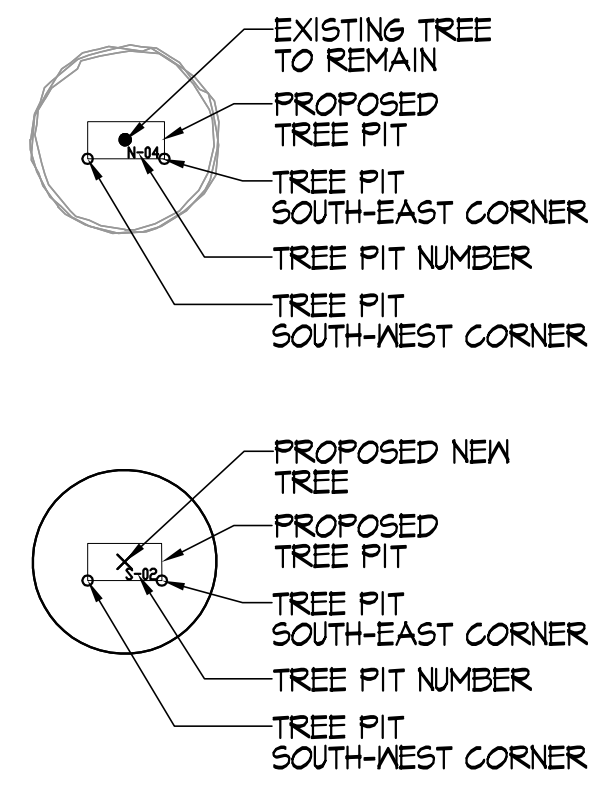 EXISTING TREE
TO REMAIN
PROPOSED
TREE PIT
N-04
TREE PIT
SOUTH-EAST CORNER
TREE PIT NUMBER
TREE PIT
SOUTH-WEST CORNER
PROPOSED NEW
TREE
PROPOSED
TREE PIT
S-02
TREE PIT
SOUTH-EAST CORNER
TREE PIT NUMBER
TREE PIT
SOUTH-WEST CORNER